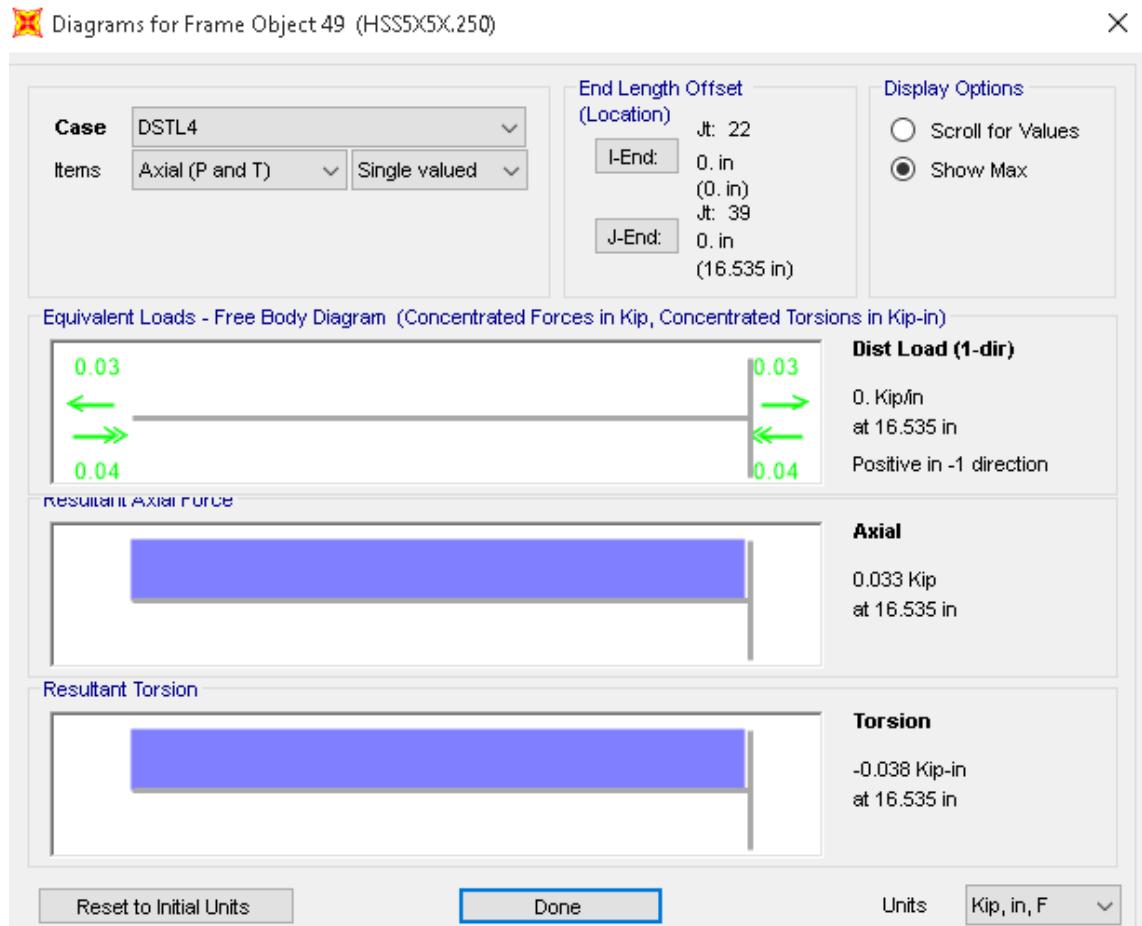 Diagrams for Frame Object 49 (HSS5X5X.250)
Case DSTL4
Items Axial (P and T) Single valued
End Length Offset
(Location)
Jt: 22
I-End: 0. in
(0. in)
Jt: 39
J-End: 0. in
(16.535 in)
Display Options
Scroll for Values
Show Max
Equivalent Loads - Free Body Diagram (Concentrated Forces in Kip, Concentrated Torsions in Kip-in)
0.03 0.03
0.04 0.04
Dist Load (1-dir)
0. Kip/in
at 16.535 in
Positive in -1 direction
Resultant Axial Force
Axial
0.033 Kip
at 16.535 in
Resultant Torsion
Torsion
-0.038 Kip-in
at 16.535 in
Reset to Initial Units Done Units Kip, in, F